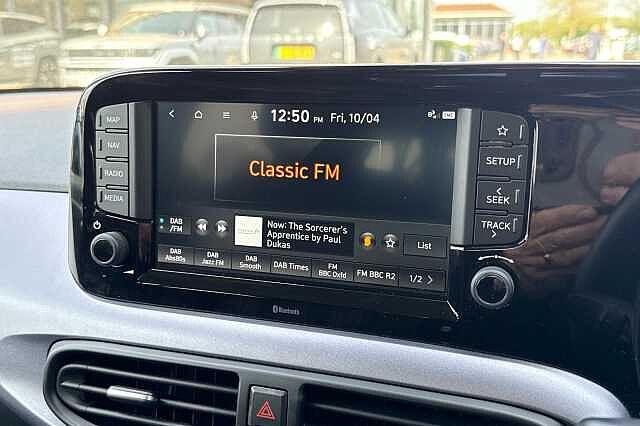 12:50 PM Fri, 10/04
MAP
NAV
RADIO
MEDIA
Classic FM
SETUP
< SEEK
TRACK >
DAB
/FM
Now: The Sorcerer's
Apprentice by Paul
Dukas
List
DAB
Abs80s
DAB
Jazz FM
DAB
Smooth
DAB Times
FM
BBC Oxfd
FM BBC R2
1/2 >
Bluetooth